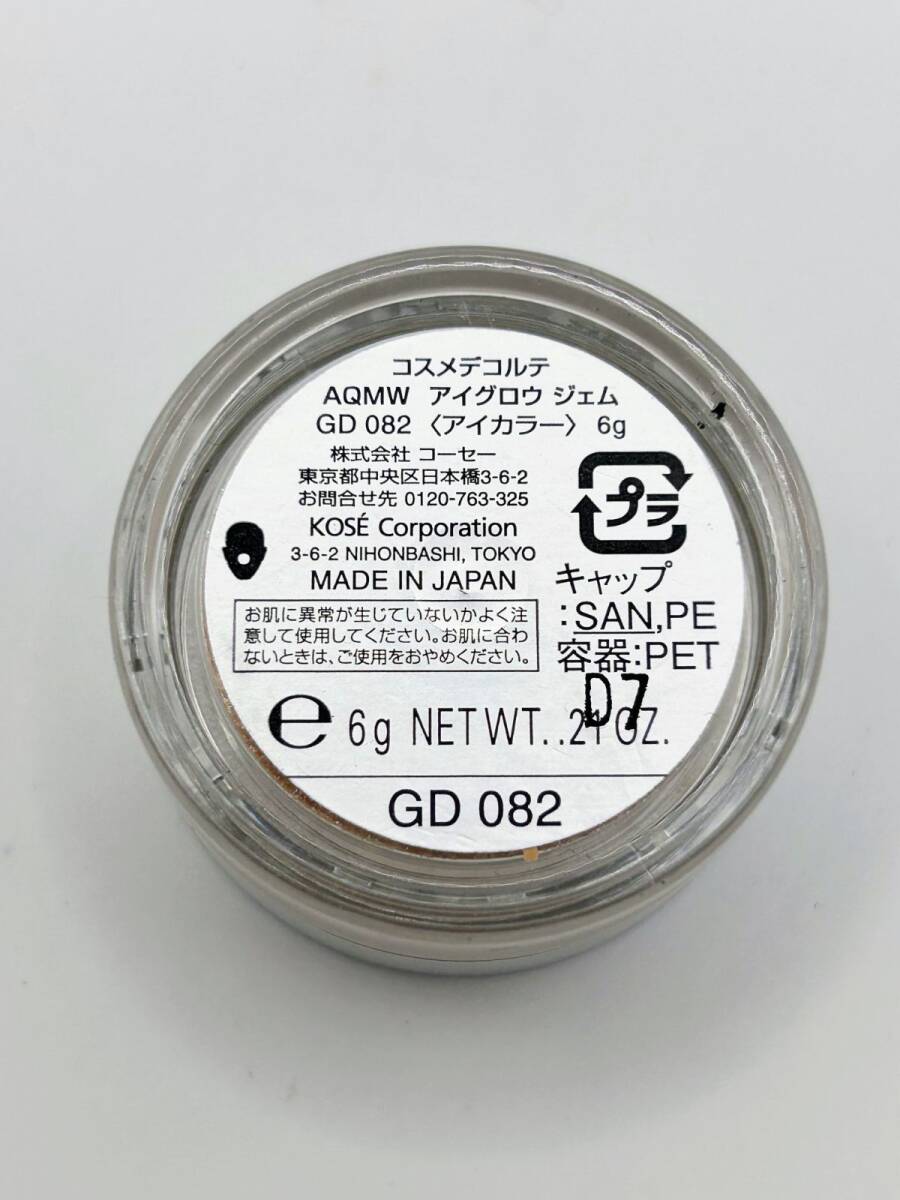 コスメデコルテ
AQMW アイグロウ ジェム
GD 082 〈アイカラー〉 6g
株式会社 コーセー
東京都中央区日本橋3-6-2
お問合せ先 0120-763-325
KOSÉ Corporation
3-6-2 NIHONBASHI, TOKYO
MADE IN JAPAN
お肌に異常が生じていないかよく注
意して使用してください。お肌に合わ
ないときは、ご使用をおやめください。
プラ
キャップ
:SAN,PE
容器:PET
D7
e 6g NET WT. .21 OZ.
GD 082